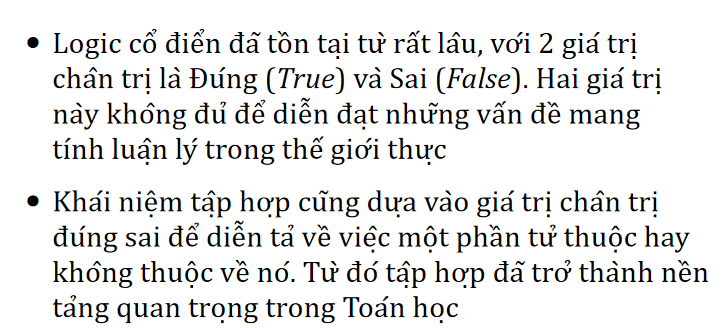 • Logic cổ điển đã tồn tại từ rất lâu, với 2 giá trị
chân trị là Đúng (True) và Sai (False). Hai giá trị
này không đủ để diễn đạt những vấn đề mang
tính luận lý trong thế giới thực
• Khái niệm tập hợp cũng dựa vào giá trị chân trị
đúng sai để diễn tả về việc một phần tử thuộc hay
không thuộc về nó. Từ đó tập hợp đã trở thành nền
tảng quan trọng trong Toán học